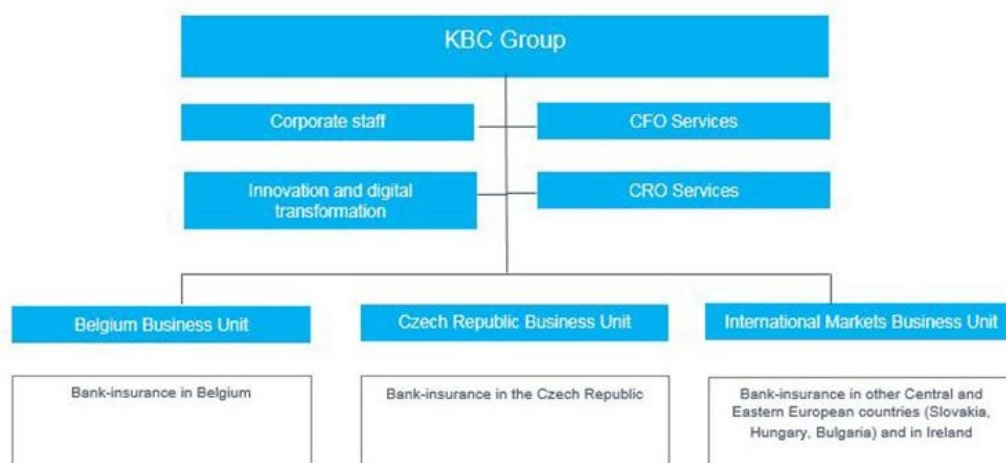 KBC Group
Corporate staff
CFO Services
Innovation and digital
transformation
CRO Services
Belgium Business Unit
Czech Republic Business Unit
International Markets Business Unit
Bank-insurance in Belgium
Bank-insurance in the Czech Republic
Bank-insurance in other Central and
Eastern European countries (Slovakia,
Hungary, Bulgaria) and in Ireland